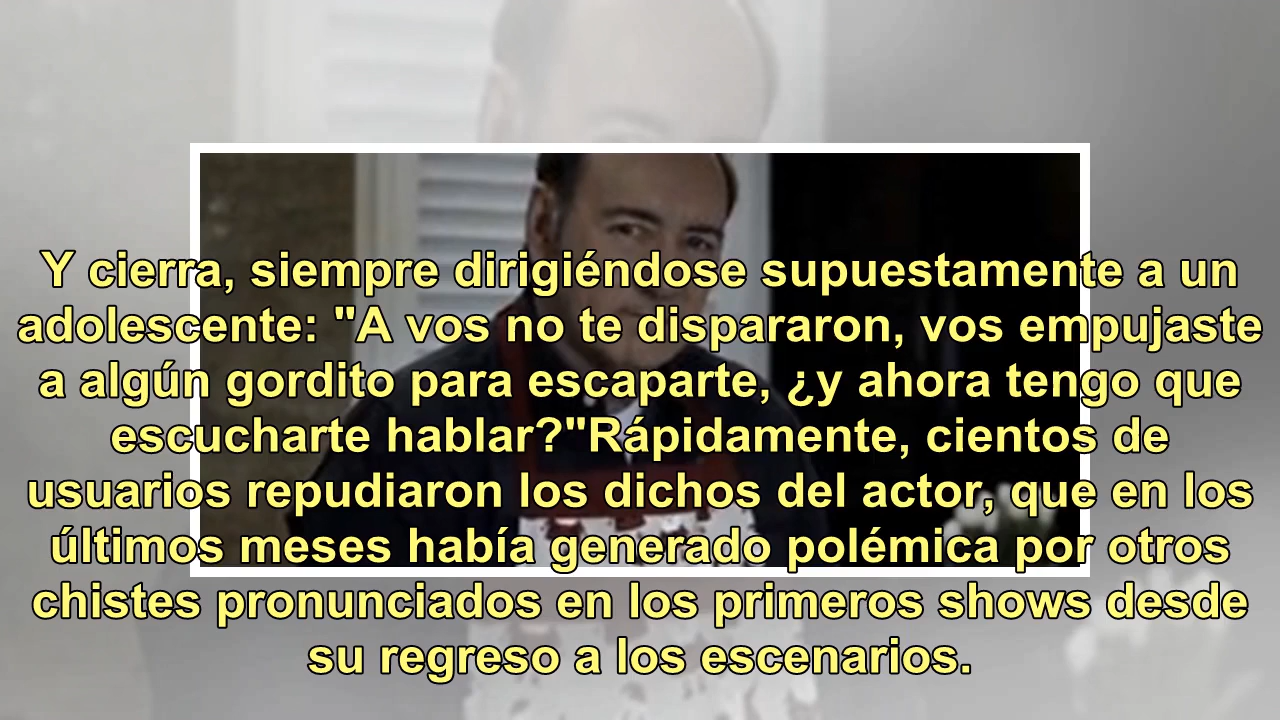 Y cierra, siempre dirigiéndose supuestamente a un
adolescente: "A vos no te dispararon, vos empujaste
a algún gordito para escaparte, ¿y ahora tengo que
escucharte hablar?"Rápidamente, cientos de
usuarios repudiaron los dichos del actor, que en los
últimos meses había generado polémica por otros
chistes pronunciados en los primeros shows desde
su regreso a los escenarios.